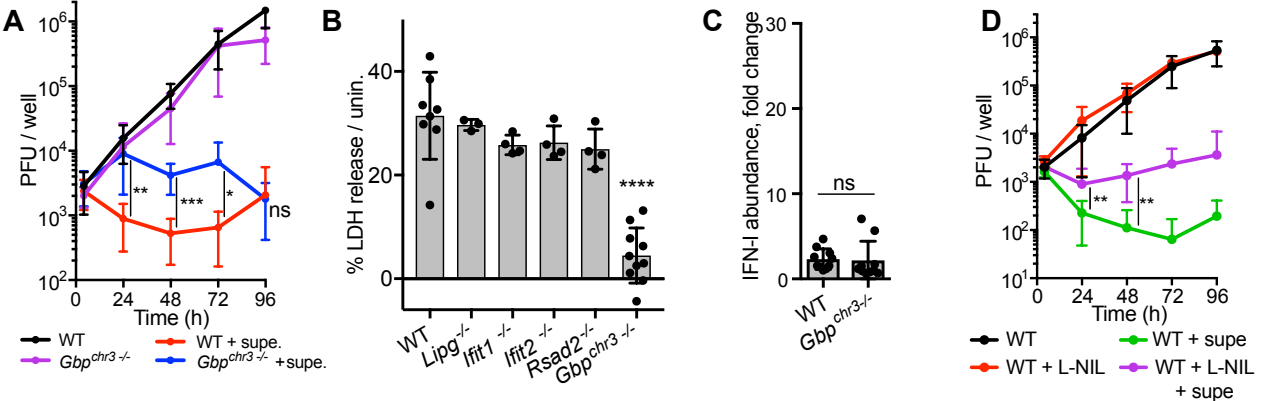 A
PFU / well
10^6
10^5
10^4
10^3
10^2
**
***
*
ns
0 24 48 72 96
Time (h)
WT
WT + supe.
Gbp^chr3 -/-
Gbp^chr3 -/- +supe.
B
% LDH release / unin.
40
20
0
****
WT
Lipg^-/-
Ifit1 ^-/-
Ifit2 ^-/-
Rsad2^-/-
Gbp^chr3 -/-
C
IFN-I abundance, fold change
30
20
10
0
ns
WT
Gbp^chr3-/-
D
PFU / well
10^6
10^5
10^4
10^3
10^2
10^1
**
**
0 24 48 72 96
Time (h)
WT
WT + supe
WT + L-NIL
WT + L-NIL
+ supe